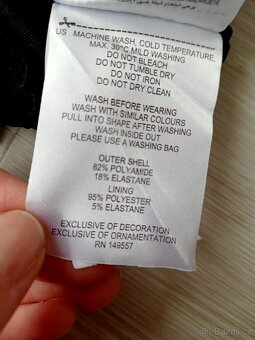 US MACHINE WASH, COLD TEMPERATURE,
MAX. 30°C MILD WASHING
DO NOT BLEACH
DO NOT TUMBLE DRY
DO NOT IRON
DO NOT DRY CLEAN
WASH BEFORE WEARING
WASH WITH SIMILAR COLOURS
PULL INTO SHAPE AFTER WASHING
WASH INSIDE OUT
PLEASE USE A WASHING BAG
OUTER SHELL
82% POLYAMIDE
18% ELASTANE
LINING
95% POLYESTER
5% ELASTANE
EXCLUSIVE OF DECORATION
EXCLUSIVE OF ORNAMENTATION
RN 149557